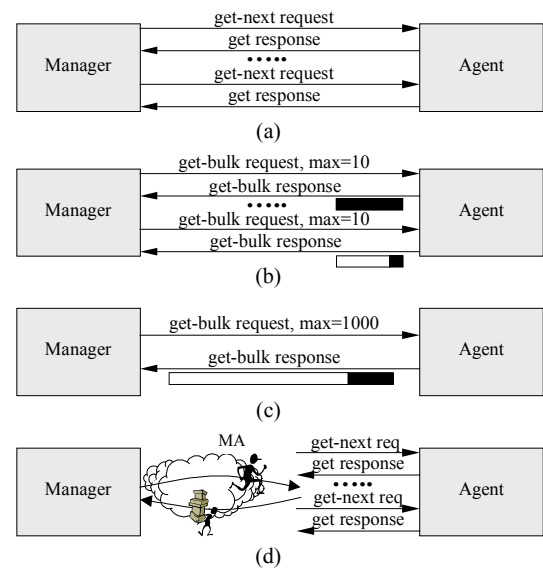 get-next request
get response
Manager
Agent
get-next request
get response
(a)
get-bulk request, max=10
get-bulk response
Manager
Agent
get-bulk request, max=10
get-bulk response
(b)
get-bulk request, max=1000
Manager
Agent
get-bulk response
(c)
MA
get-next req
get response
Manager
Agent
get-next req
get response
(d)